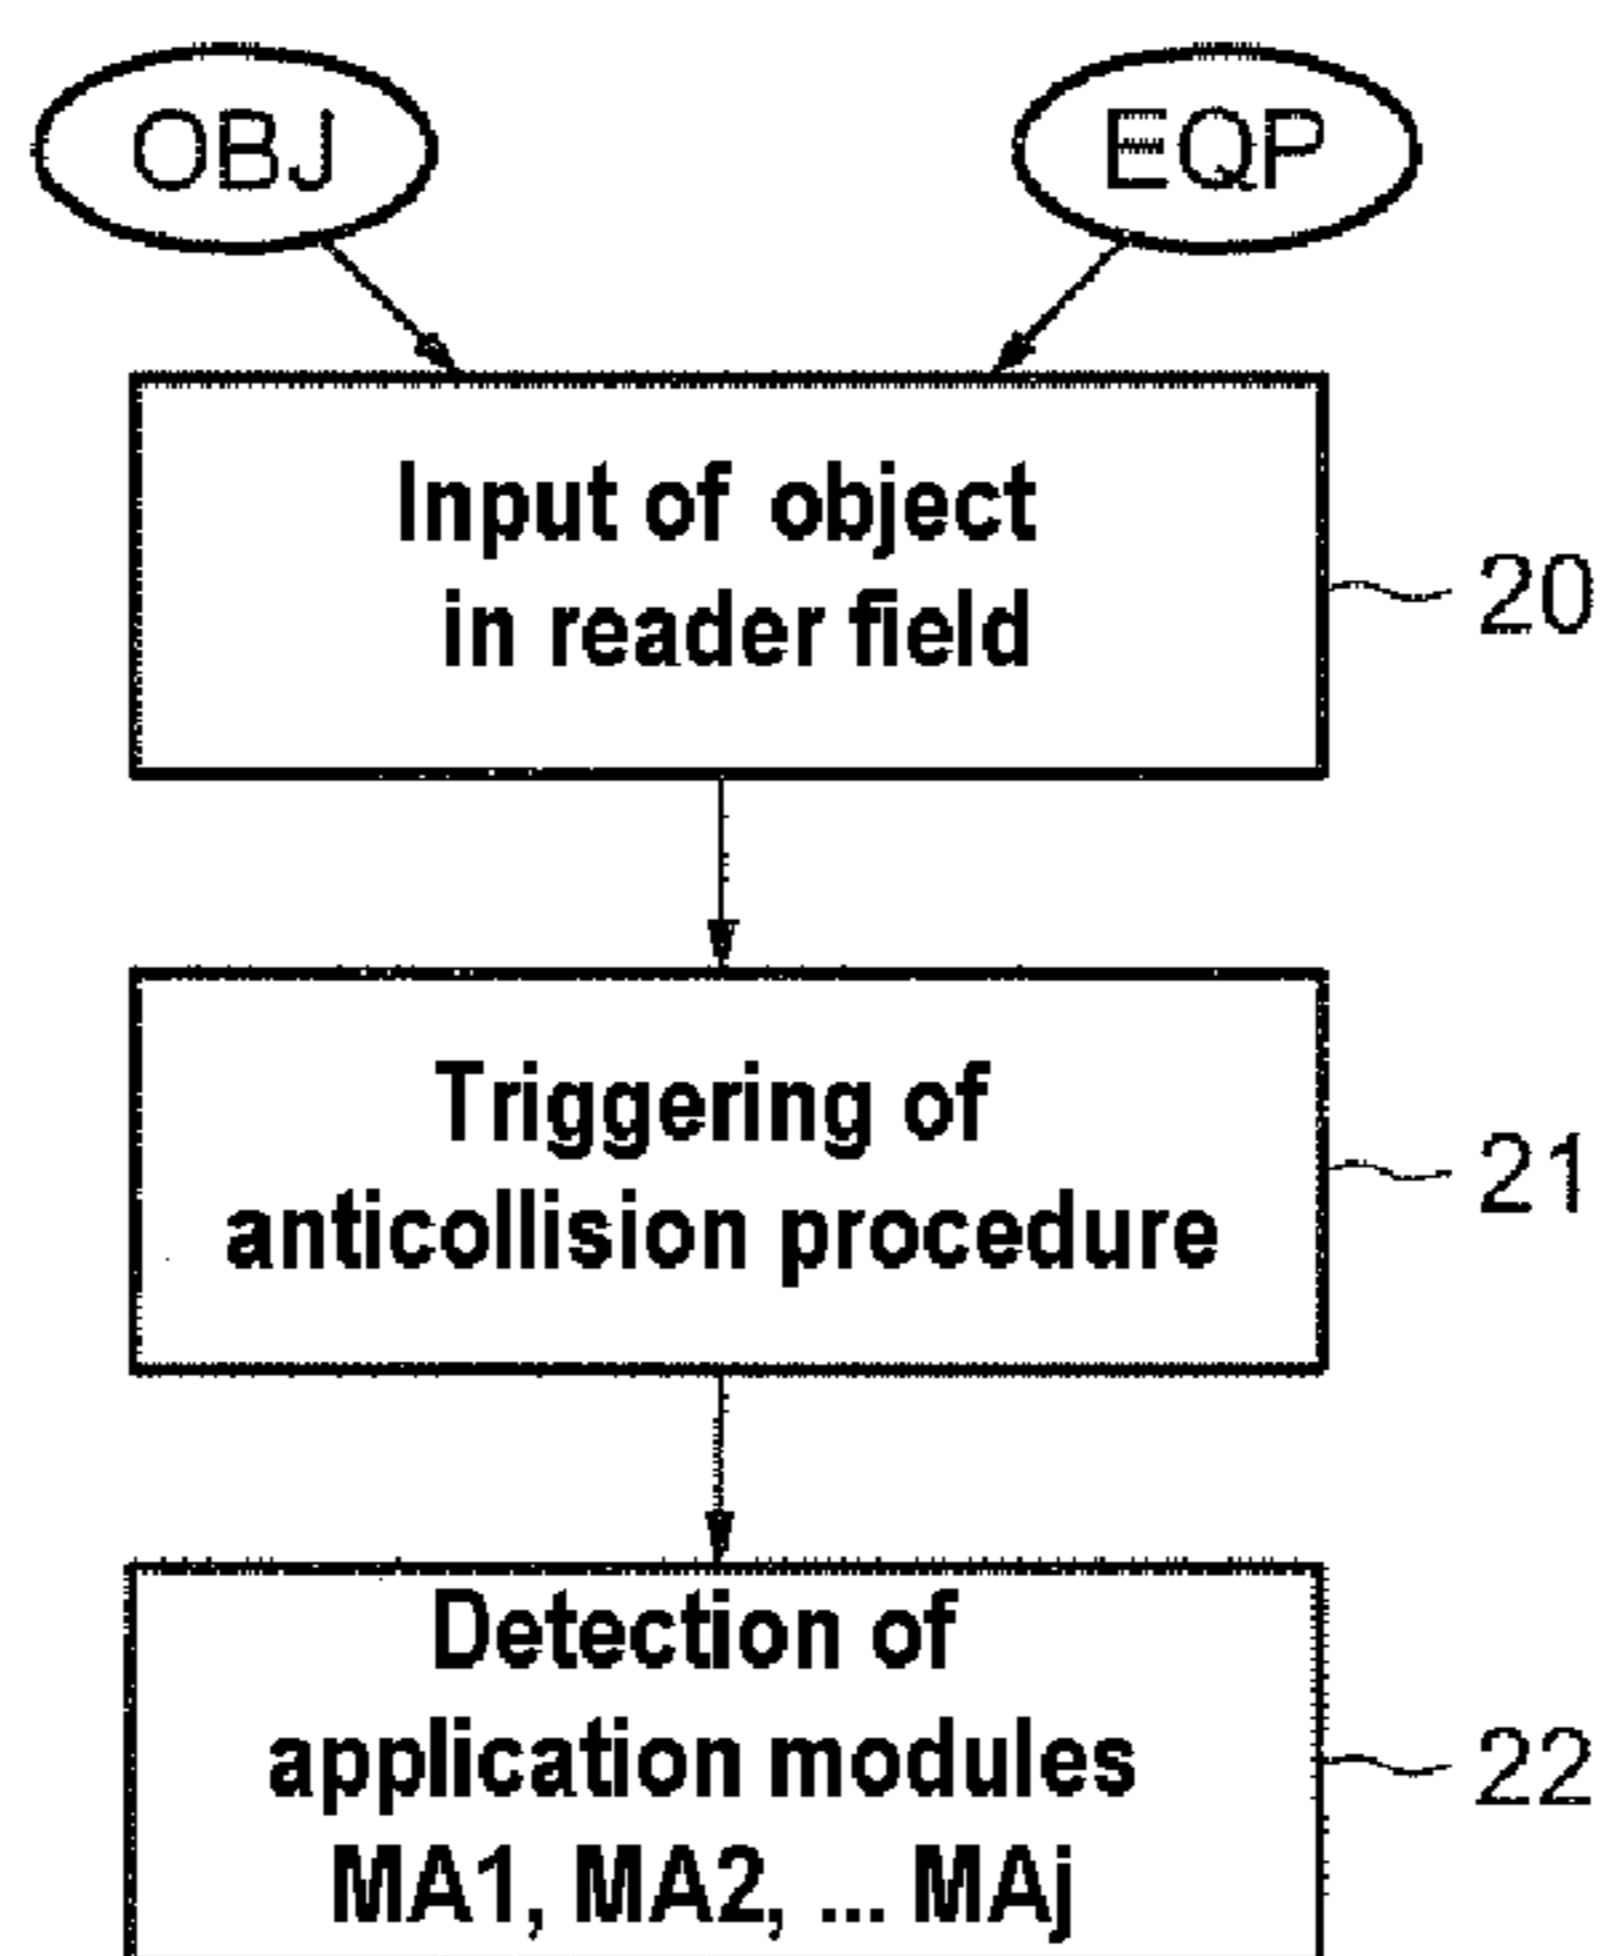 OBJ
EQP
Input of object
in reader field
20
Triggering of
anticollision procedure
21
Detection of
application modules
MA1, MA2, ... MAj
22